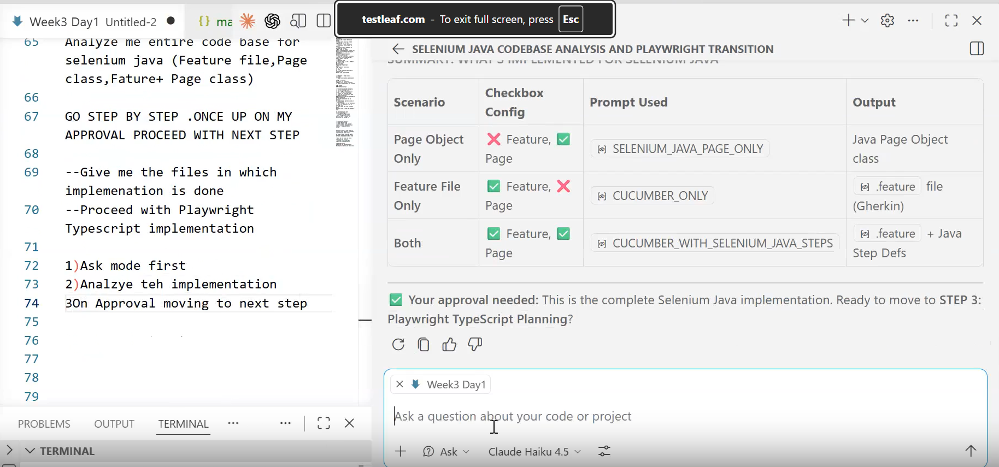 Week3 Day1 Untitled-2
{} ma
testleaf.com - To exit full screen, press Esc
65
Analyze me entire code base for
selenium java (Feature file,Page
class,Fature+ Page class)
66
67 GO STEP BY STEP .ONCE UP ON MY
APPROVAL PROCEED WITH NEXT STEP
68
69 --Give me the files in which
implemenation is done
70 --Proceed with Playwright
Typescript implementation
71
72 1)Ask mode first
73 2)Analzye teh implementation
74 3On Approval moving to next step
75
76
77
78
79
PROBLEMS OUTPUT TERMINAL
TERMINAL
SELENIUM JAVA CODEBASE ANALYSIS AND PLAYWRIGHT TRANSITION
SUMMARY: WHAT'S IMPLEMENTED FOR SELENIUM JAVA
Scenario
Checkbox
Config
Prompt Used
Output
Page Object
Only
❌ Feature, ✅
Page
SELENIUM_JAVA_PAGE_ONLY
Java Page Object
class
Feature File
Only
✅ Feature, ❌
Page
CUCUMBER_ONLY
.feature file
(Gherkin)
Both
✅ Feature, ✅
Page
CUCUMBER_WITH_SELENIUM_JAVA_STEPS
.feature + Java
Step Defs
✅ Your approval needed: This is the complete Selenium Java implementation. Ready to move to STEP 3:
Playwright TypeScript Planning?
Week3 Day1
Ask a question about your code or project
Ask
Claude Haiku 4.5